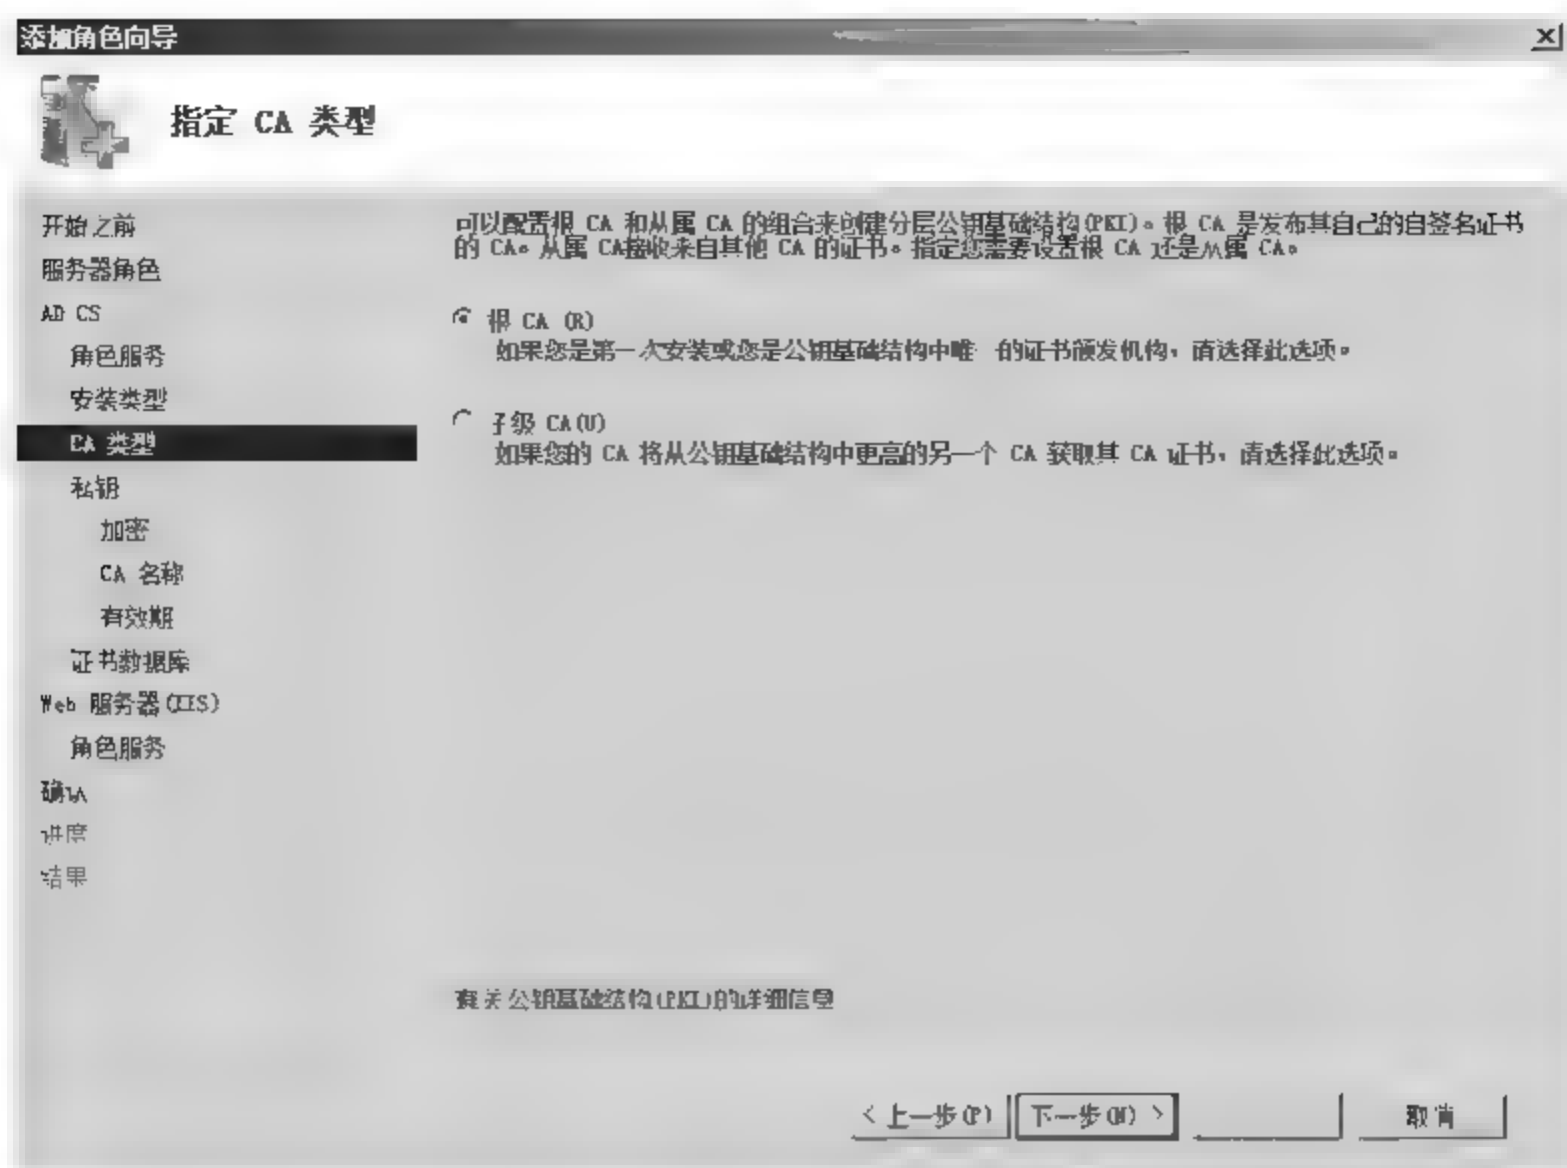 添加角色向导
指定 CA 类型
开始之前
服务器角色
AD CS
角色服务
安装类型
CA 类型
私钥
加密
CA 名称
有效期
证书数据库
Web 服务器(IIS)
角色服务
确认
进度
结果
可以配置根 CA 和从属 CA 的组合来创建分层公钥基础结构(PKI)。根 CA 是发布其自己的自签名证书
的 CA。从属 CA接收来自其他 CA 的证书。指定您需要设置根 CA 还是从属 CA。
根 CA (R)
如果您是第一次安装或您是公钥基础结构中唯 的证书颁发机构，请选择此选项。
子级 CA(U)
如果您的 CA 将从公钥基础结构中更高的另一个 CA 获取其 CA 证书，请选择此选项。
有关公钥基础结构(PKI)的详细信息
< 上一步(P)
下一步(N) >
取消